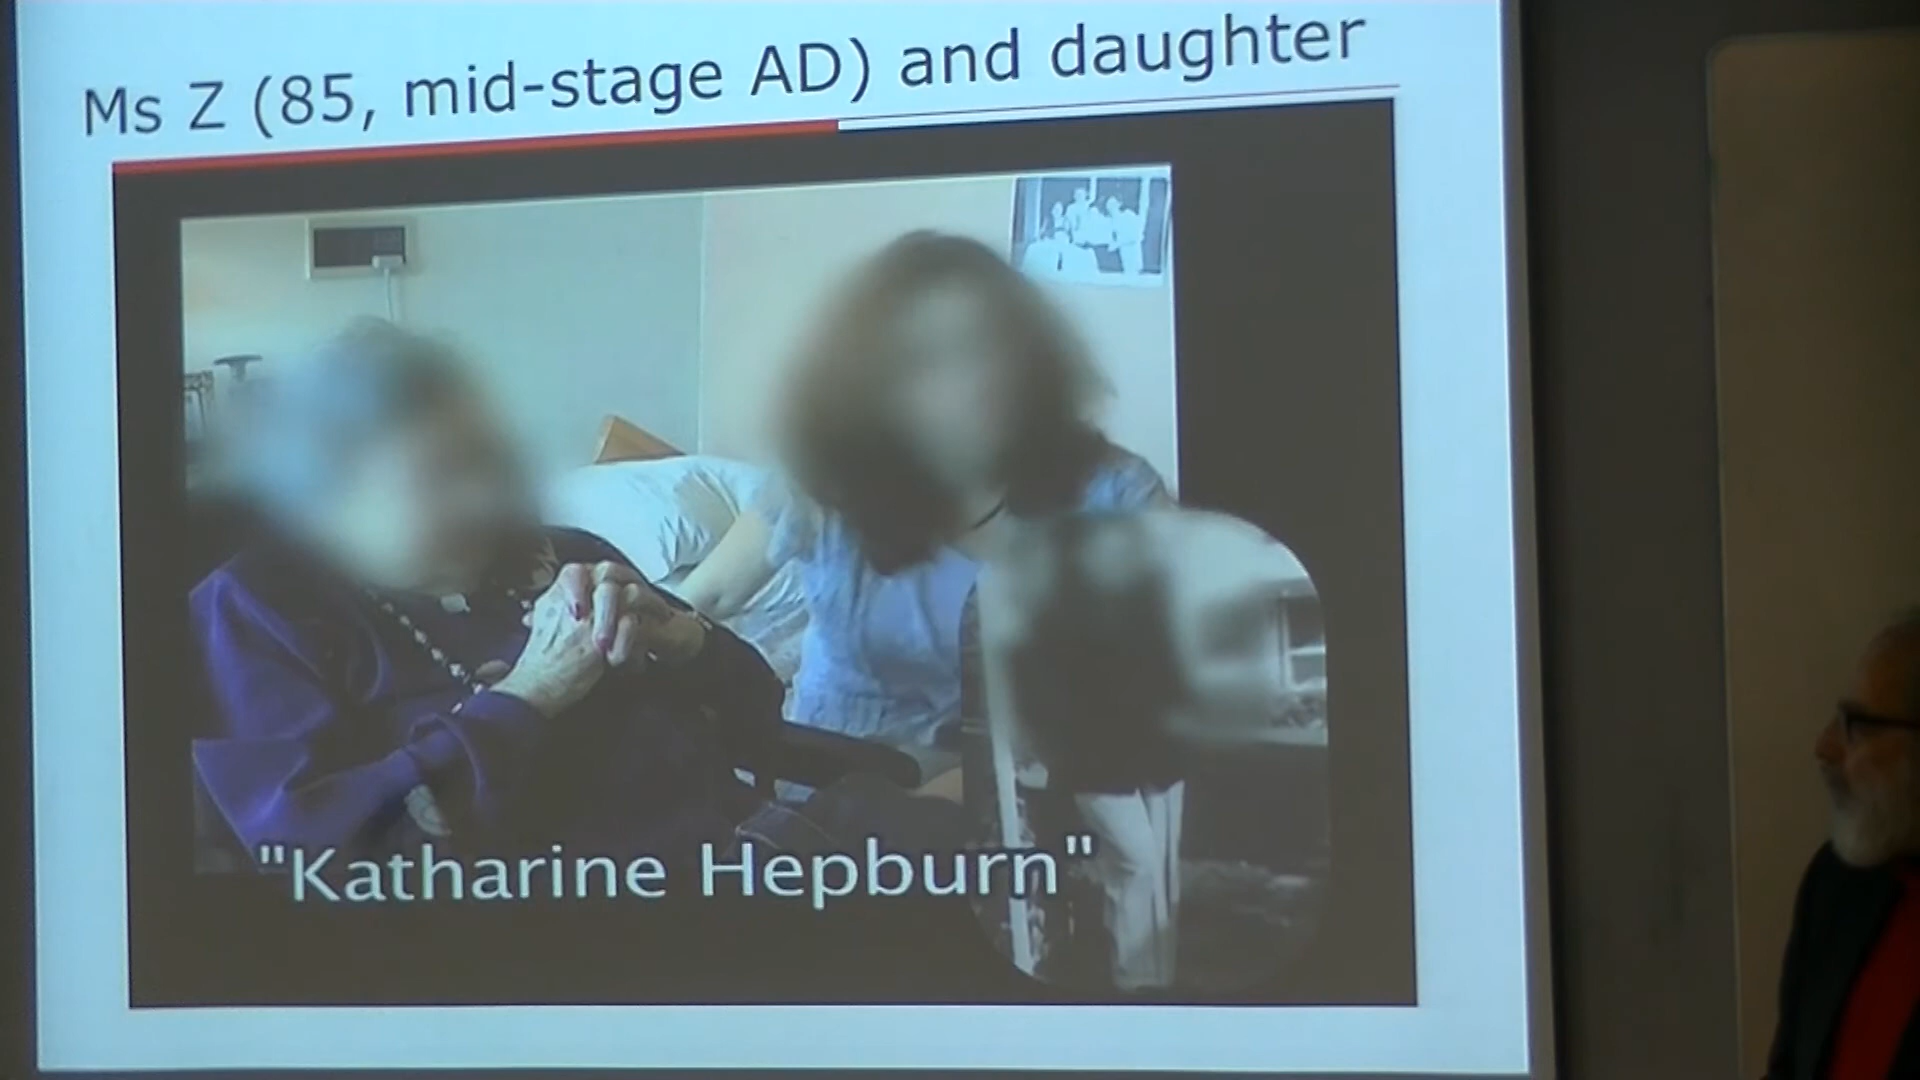 Ms Z (85, mid-stage AD) and daughter
"Katharine Hepburn"